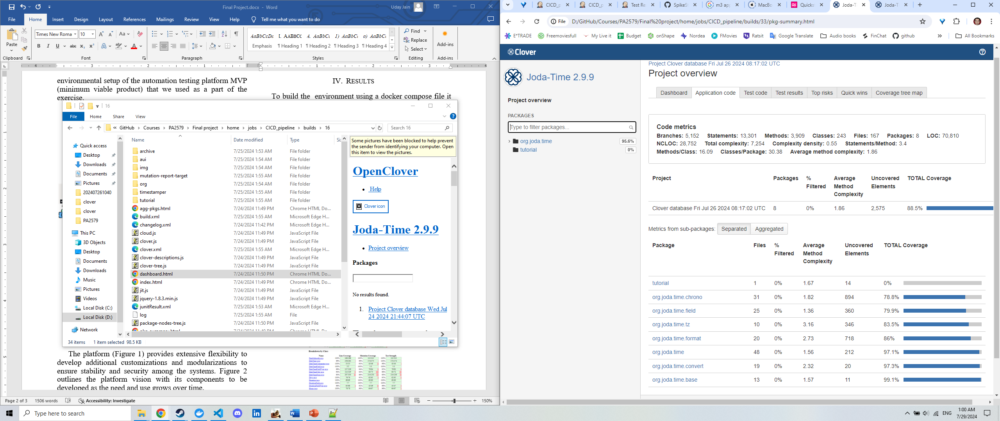 Final Project.docx - Word
Uday Jain
File Home Insert Design Layout References Mailings Review View Help Tell me what you want to do
Paste
Times New Roma 10
AaBbCcDc I. AABBCC A. AaBbCc 1) AaBbCc a) AaBbCc
Emphasis ¶ Heading 1 ¶ Heading 2 ¶ Heading 3 ¶ Heading 4
Find
Replace
Select
Add-ins
Clipboard Font Paragraph Styles Editing Add-ins
environmental setup of the automation testing platform MVP
(minimum viable product) that we used as a part of the
exercise.
IV. RESULTS
To build the environment using a docker compose file it
16
File Home Share View
« GitHub > Courses > PA2579 > Final project > home > jobs > CICD_pipeline > builds > 16
Search 16
Quick access
Desktop
Downloads
Documents
Pictures
202407261040
clover
clover
PA2579
This PC
3D Objects
Desktop
Documents
Downloads
Music
Pictures
Videos
Local Disk (C:)
Local Disk (D:)
Network
Name Date modified Type Si
archive 7/25/2024 1:53 AM File folder
aui 7/25/2024 1:54 AM File folder
img 7/25/2024 1:54 AM File folder
mutation-report-target 7/25/2024 1:55 AM File folder
org 7/25/2024 1:54 AM File folder
timestamper 7/25/2024 1:55 AM File folder
tutorial 7/25/2024 1:55 AM File folder
agg-pkgs.html 7/24/2024 11:49 PM Chrome HTML Do...
build.xml 7/25/2024 1:55 AM Microsoft Edge H...
changelog.xml 7/24/2024 11:42 PM Microsoft Edge H...
cloud.js 7/24/2024 11:49 PM JavaScript File
clover.js 7/24/2024 11:49 PM JavaScript File
clover.xml 7/25/2024 1:55 AM Microsoft Edge H...
clover-descriptions.js 7/24/2024 11:49 PM JavaScript File
clover-tree.js 7/24/2024 11:49 PM JavaScript File
dashboard.html 7/24/2024 11:50 PM Chrome HTML Do...
index.html 7/24/2024 11:49 PM Chrome HTML Do...
jit.js 7/24/2024 11:49 PM JavaScript File
jquery-1.8.3.min.js 7/24/2024 11:49 PM JavaScript File
junitResult.xml 7/25/2024 1:53 AM Microsoft Edge H...
log 7/25/2024 1:55 AM File
package-nodes-tree.js 7/24/2024 11:50 PM JavaScript File
pkg-summary.html 7/24/2024 11:49 PM Chrome HTML Do...
Some pictures have been blocked to help prevent
the sender from identifying your computer. Open
this item to view the pictures.
OpenClover
• Help
Clover icon
Joda-Time 2.9.9
• Project overview
Packages
No results found.
1. Project Clover database Wed Jul
24 2024 21:44:07 UTC
34 items 1 item selected 98.5 KB
The platform (Figure 1) provides extensive flexibility to
develop additional customizations and modularizations to
ensure stability and security among the systems. Figure 2
outlines the platform vision with its components to be
developed as the need and use grows over time.
Breakdown by Class
Name Line Coverage Mutation Coverage Test Strength
Page 2 of 3 1506 words Accessibility: Investigate 150%
Type here to search
CICD_p CICD_p Test Re SpikeS m3 app MacBo Quicks Joda-T Joda-T
File D:/GitHub/Courses/PA2579/Final%20project/home/jobs/CICD_pipeline/builds/33/pkg-summary.html
E*TRADE Freemoviesfull My Live it Budget onShape Nordea FMovies Ratsit Google Translate Audio books FinChat github » All Bookmarks
Clover
Joda-Time 2.9.9
Project overview
PACKAGES
Type to filter packages...
org.joda.time 95.6%
tutorial 0%
Project Clover database Fri Jul 26 2024 08:17:02 UTC
Project overview
Dashboard Application code Test code Test results Top risks Quick wins Coverage tree map
Code metrics
Branches: 5,152 Statements: 13,301 Methods: 3,909 Classes: 243 Files: 167 Packages: 8 LOC: 70,810
NCLOC: 28,752 Total complexity: 7,254 Complexity density: 0.55 Statements/Method: 3.4
Methods/Class: 16.09 Classes/Package: 30.38 Average method complexity: 1.86
Project Packages % Filtered Average Method Complexity Uncovered Elements TOTAL Coverage
Clover database Fri Jul 26 2024 08:17:02 UTC 8 0% 1.86 2,575 88.5%
Metrics from sub-packages: Separated Aggregated
Package Files % Filtered Average Method Complexity Uncovered Elements TOTAL Coverage
tutorial 1 0% 1.67 14 0%
org.joda.time.chrono 31 0% 1.82 894 78.8%
org.joda.time.field 25 0% 1.36 360 79.9%
org.joda.time.tz 10 0% 3.16 346 83.5%
org.joda.time.format 20 0% 2.73 718 86%
org.joda.time 48 0% 1.56 212 97.1%
org.joda.time.convert 19 0% 2.32 20 97.3%
org.joda.time.base 13 0% 1.57 11 99.1%
ENG
1:00 AM
7/29/2024